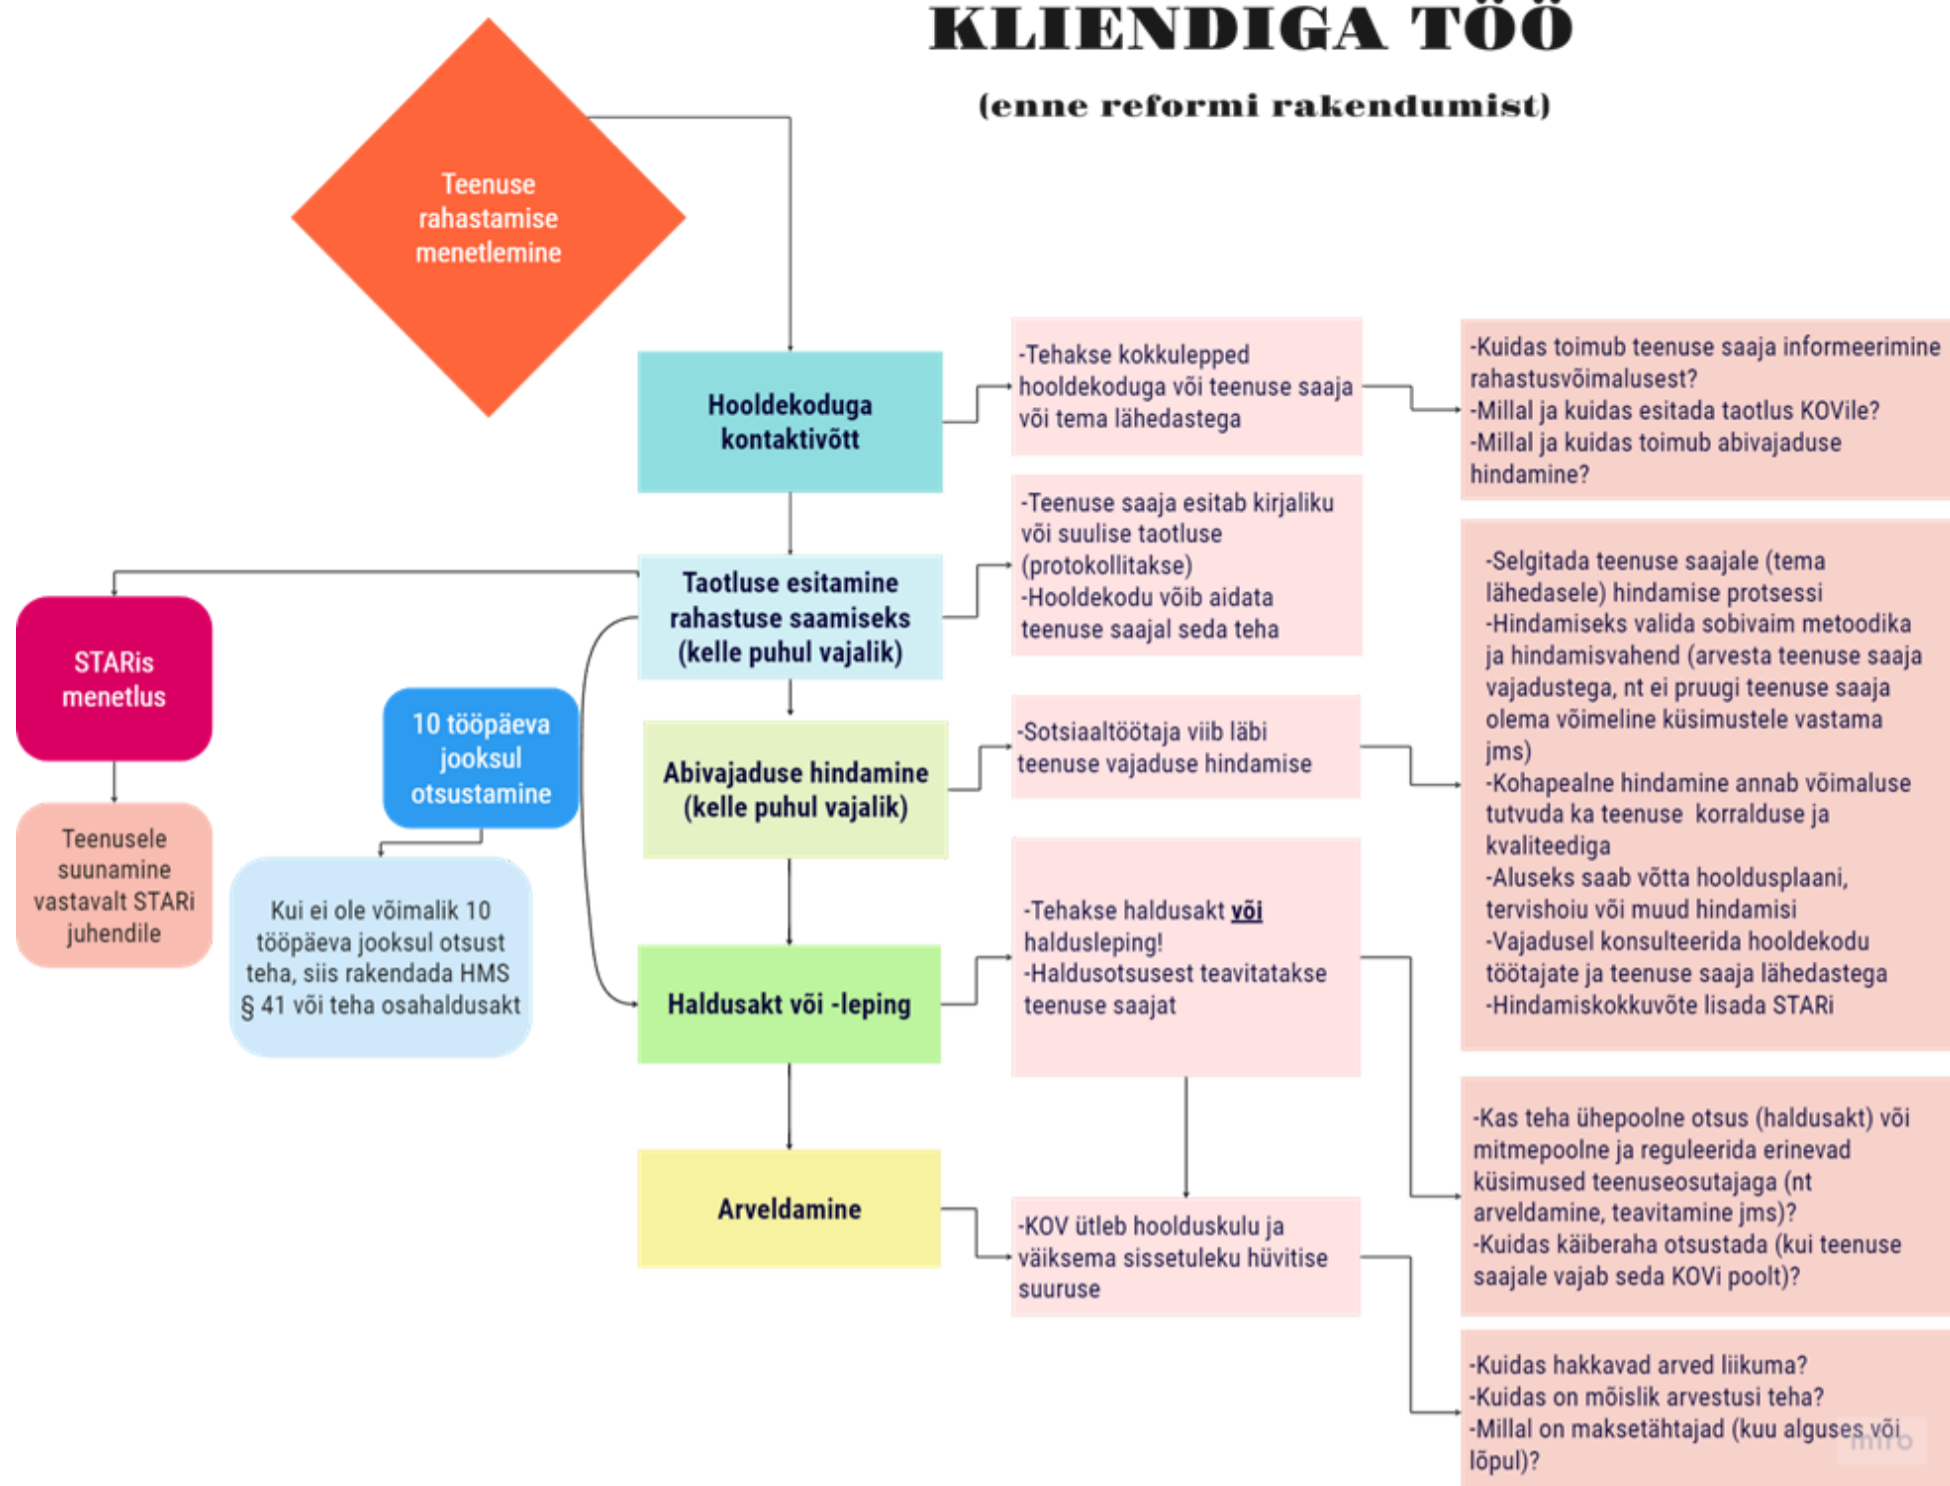 KLIENDIGA TÖÖ
(enne reformi rakendumist)
Teenuse
rahastamise
menetlemine
Hooldekoduga
kontaktivõtt
-Tehakse kokkulepped
hooldekoduga või teenuse saaja
või tema lähedastega
-Kuidas toimub teenuse saaja informeerimine
rahastusvõimalusest?
-Millal ja kuidas esitada taotlus KOVile?
-Millal ja kuidas toimub abivajaduse
hindamine?
Taotluse esitamine
rahastuse saamiseks
(kelle puhul vajalik)
-Teenuse saaja esitab kirjaliku
või suulise taotluse
(protokollitakse)
-Hooldekodu võib aidata
teenuse saajal seda teha
STARis
menetlus
Teenusele
suunamine
vastavalt STARi
juhendile
10 tööpäeva
jooksul
otsustamine
Kui ei ole võimalik 10
tööpäeva jooksul otsust
teha, siis rakendada HMS
§ 41 või teha osahaldusakt
Abivajaduse hindamine
(kelle puhul vajalik)
-Sotsiaaltöötaja viib läbi
teenuse vajaduse hindamise
-Selgitada teenuse saajale (tema
lähedasele) hindamise protsessi
-Hindamiseks valida sobivaim metoodika
ja hindamisvahend (arvesta teenuse saaja
vajadustega, nt ei pruugi teenuse saaja
olema võimeline küsimustele vastama
jms)
-Kohapealne hindamine annab võimaluse
tutvuda ka teenuse korralduse ja
kvaliteediga
-Aluseks saab võtta hooldusplaani,
tervishoiu või muud hindamisi
-Vajadusel konsulteerida hooldekodu
töötajate ja teenuse saaja lähedastega
-Hindamiskokkuvõte lisada STARi
Haldusakt või -leping
-Tehakse haldusakt või
haldusleping!
-Haldusotsusest teavitatakse
teenuse saajat
-Kas teha ühepoolne otsus (haldusakt) või
mitmepoolne ja reguleerida erinevad
küsimused teenuseosutajaga (nt
arveldamine, teavitamine jms)?
-Kuidas käiberaha otsustada (kui teenuse
saajale vajab seda KOVi poolt)?
Arveldamine
-KOV ütleb hoolduskulu ja
väiksema sissetuleku hüvitise
suuruse
-Kuidas hakkavad arved liikuma?
-Kuidas on mõislik arvestusi teha?
-Millal on maksetähtajad (kuu alguses või
lõpul)?
miro